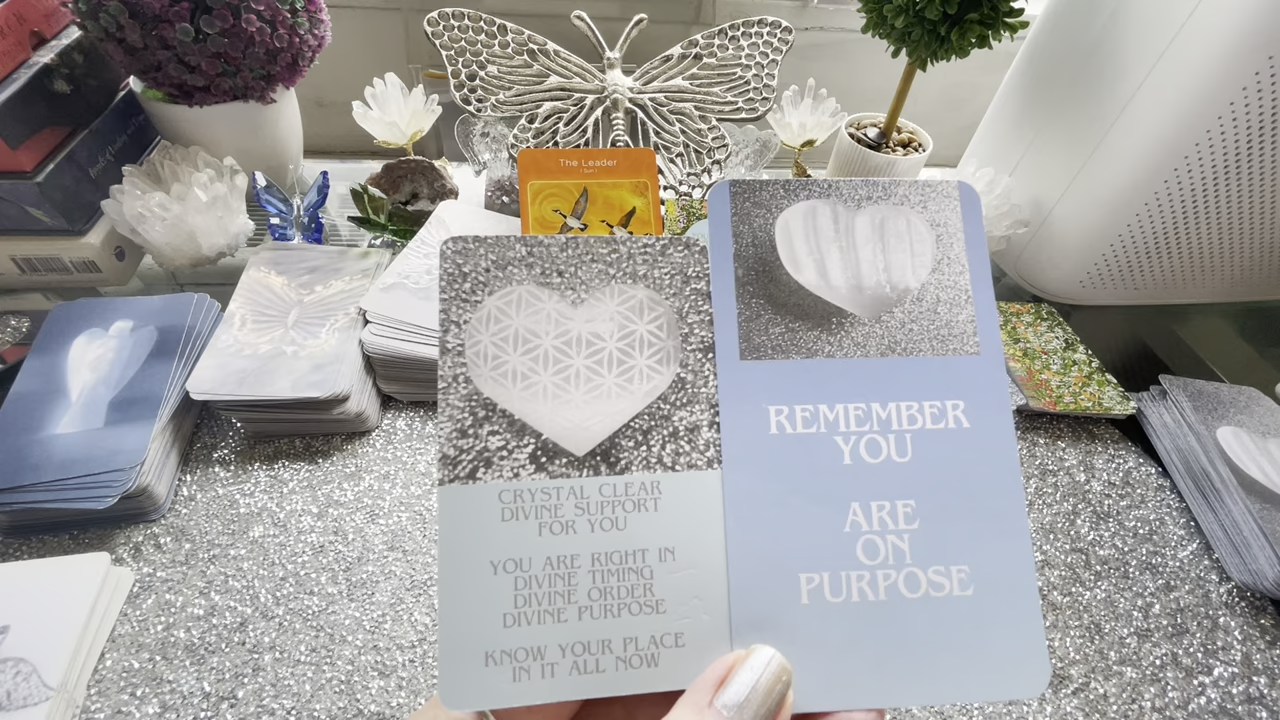 The Leader
(Sun)
CRYSTAL CLEAR
DIVINE SUPPORT
FOR YOU
YOU ARE RIGHT IN
DIVINE TIMING
DIVINE ORDER
DIVINE PURPOSE
KNOW YOUR PLACE
IN IT ALL NOW
REMEMBER
YOU
ARE
ON
PURPOSE